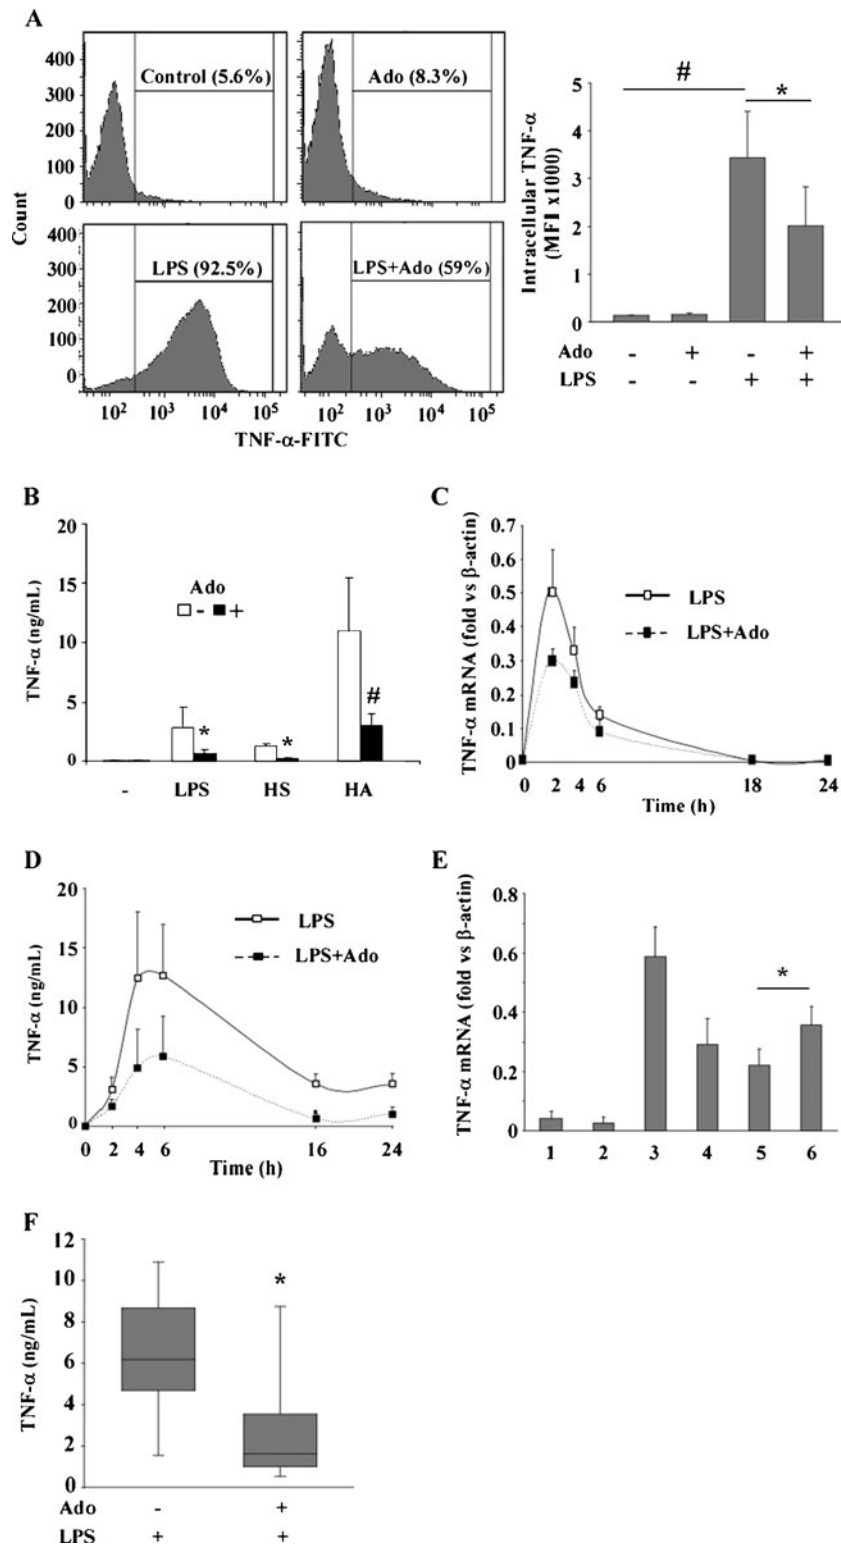 A
Count
400
300
200
100
0
Control (5.6%)
Ado (8.3%)
400
300
200
100
0
LPS (92.5%)
LPS+Ado (59%)
10² 10³ 10⁴ 10⁵
10² 10³ 10⁴ 10⁵
TNF-α-FITC
Intracellular TNF-α
(MFI x1000)
5
4
3
2
1
0
# *
Ado - + - +
LPS - - + +
B
TNF-α (ng/mL)
20
15
10
5
0
Ado
- +
* * #
- LPS HS HA
C
TNF-α mRNA (fold vs β-actin)
0.7
0.5
0.4
0.3
0.2
0.1
0
LPS
LPS+Ado
0 2 4 6 18 24
Time (h)
D
TNF-α (ng/mL)
20
15
10
5
0
LPS
LPS+Ado
0 2 4 6 16 24
Time (h)
E
TNF-α mRNA (fold vs β-actin)
0.8
0.6
0.4
0.2
0
*
1 2 3 4 5 6
F
TNF-α (ng/mL)
12
10
8
6
4
2
0
*
Ado - +
LPS + +